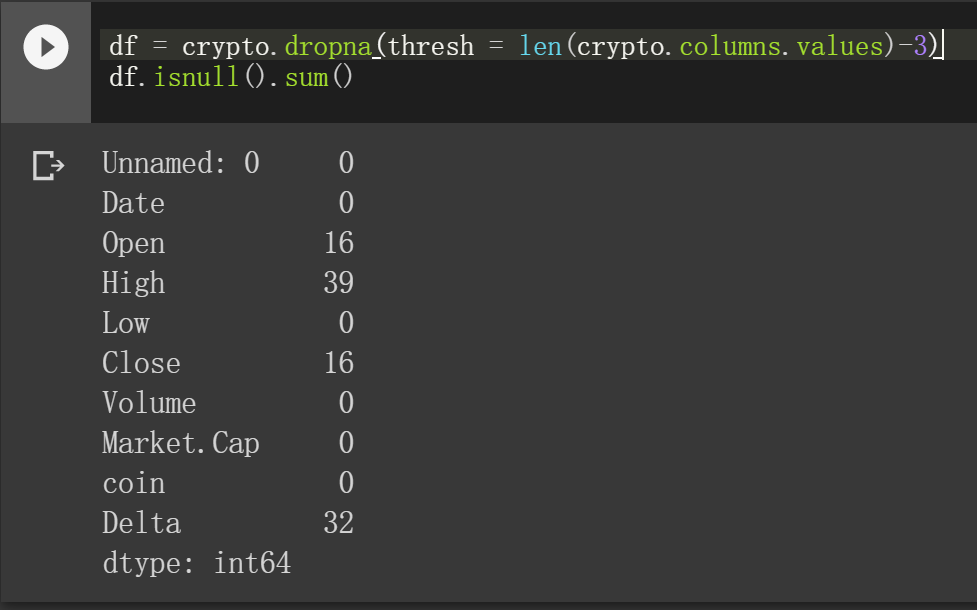 df = crypto.dropna(thresh = len(crypto.columns.values)-3)
df.isnull().sum()
Unnamed: 0 0
Date 0
Open 16
High 39
Low 0
Close 16
Volume 0
Market.Cap 0
coin 0
Delta 32
dtype: int64